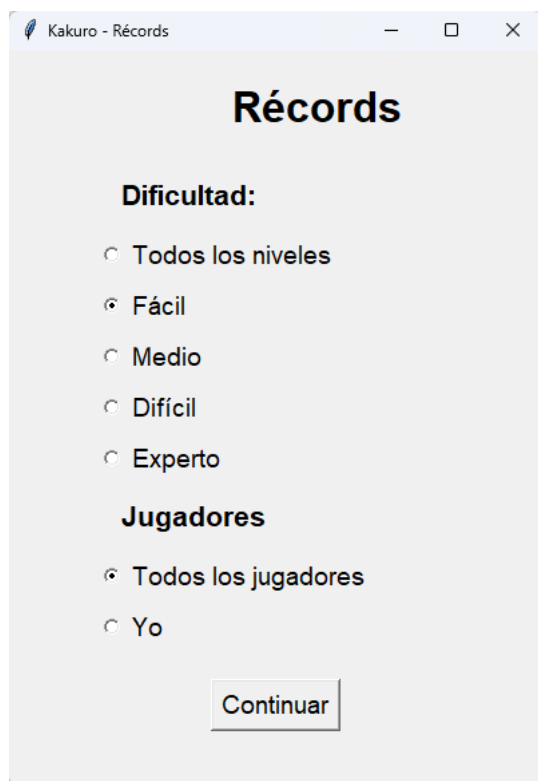 Kakuro - Récords
Récords
Dificultad:
Todos los niveles
Fácil
Medio
Difícil
Experto
Jugadores
Todos los jugadores
Yo
Continuar